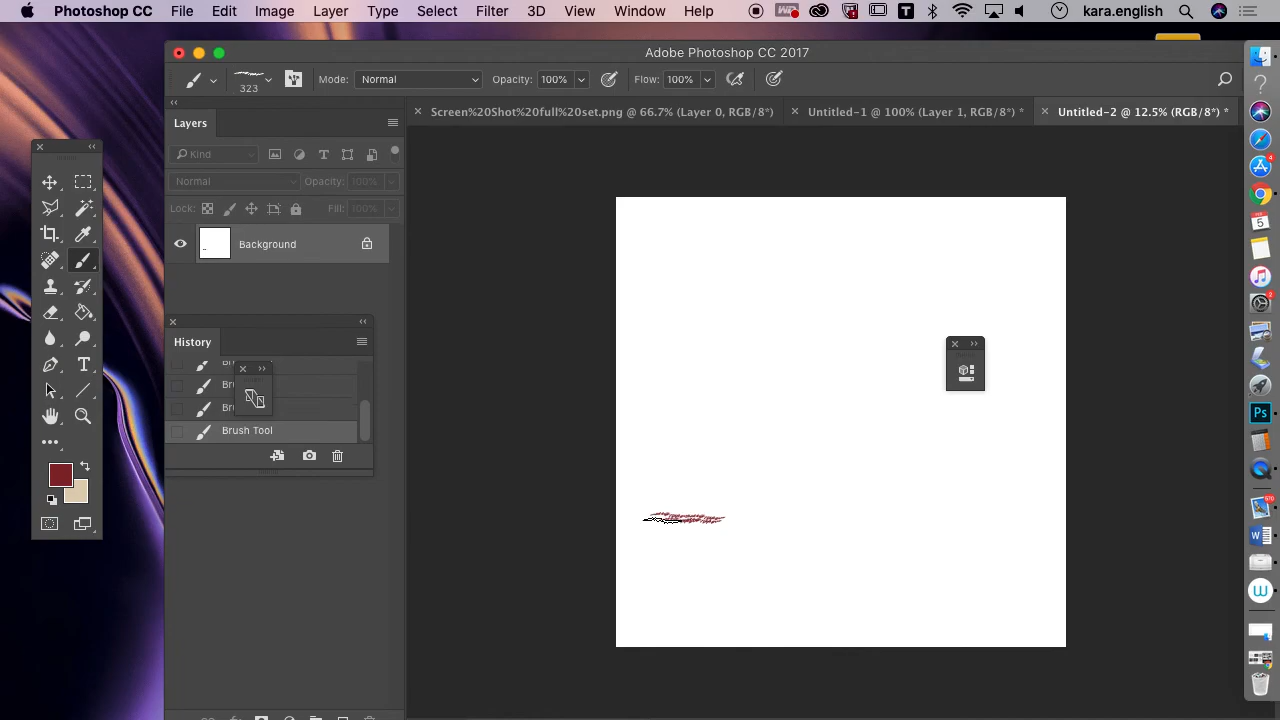 Photoshop CC File Edit Image Layer Type Select Filter 3D View Window Help kara.english
Adobe Photoshop CC 2017
323 Mode: Normal Opacity: 100% Flow: 100%
Layers
Screen%20Shot%20full%20set.png @ 66.7% (Layer 0, RGB/8*)
Untitled-1 @ 100% (Layer 1, RGB/8*) *
Untitled-2 @ 12.5% (RGB/8*) *
Kind
Normal Opacity: 100%
Lock: Fill: 100%
Background
History
Brush Tool